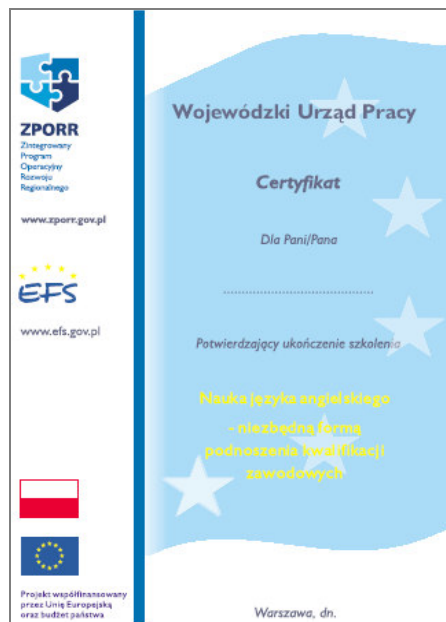 ZPORR
Zintegrowany
Program
Operacyjny
Rozwoju
Regionalnego
www.zporr.gov.pl
EFS
www.efs.gov.pl
Projekt współfinansowany
przez Unię Europejską
oraz budżet państwa
Wojewódzki Urząd Pracy
Certyfikat
Dla Pani/Pana
..................................................
Potwierdzający ukończenie szkolenia
Nauka języka angielskiego
- niezbędną formą
podnoszenia kwalifikacji
zawodowych
Warszawa, dn.